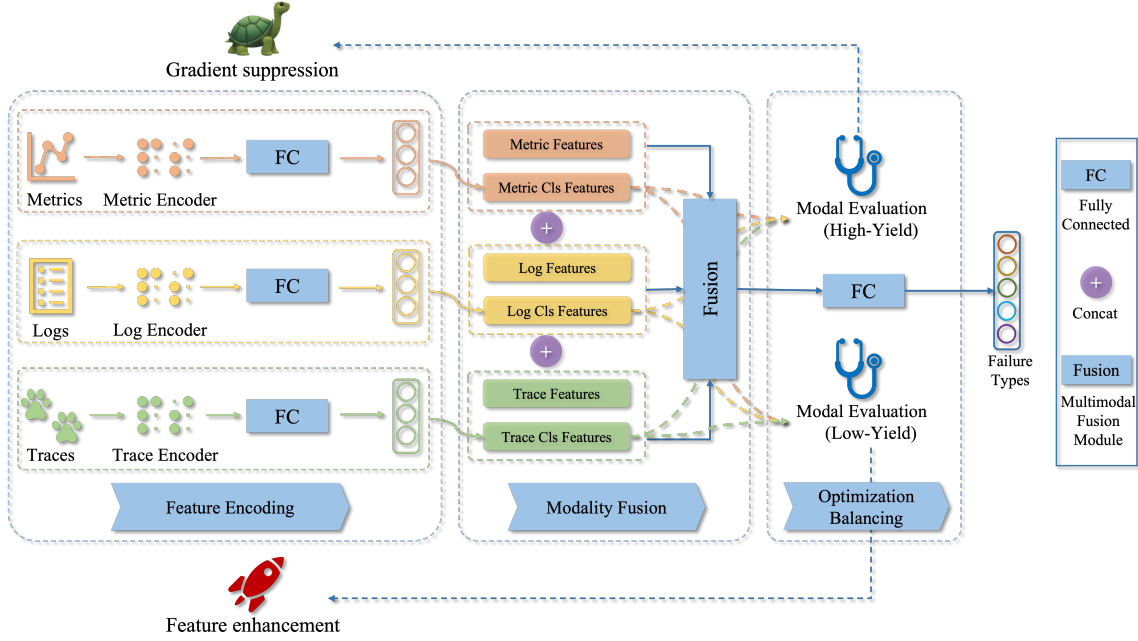 Gradient suppression
Metrics
Metric Encoder
FC
Logs
Log Encoder
FC
Traces
Trace Encoder
FC
Feature Encoding
Metric Features
Metric Cls Features
+
Log Features
Log Cls Features
+
Trace Features
Trace Cls Features
Fusion
Modality Fusion
Modal Evaluation
(High-Yield)
FC
Modal Evaluation
(Low-Yield)
Optimization
Balancing
Failure
Types
FC
Fully
Connected
+
Concat
Fusion
Multimodal
Fusion
Module
Feature enhancement